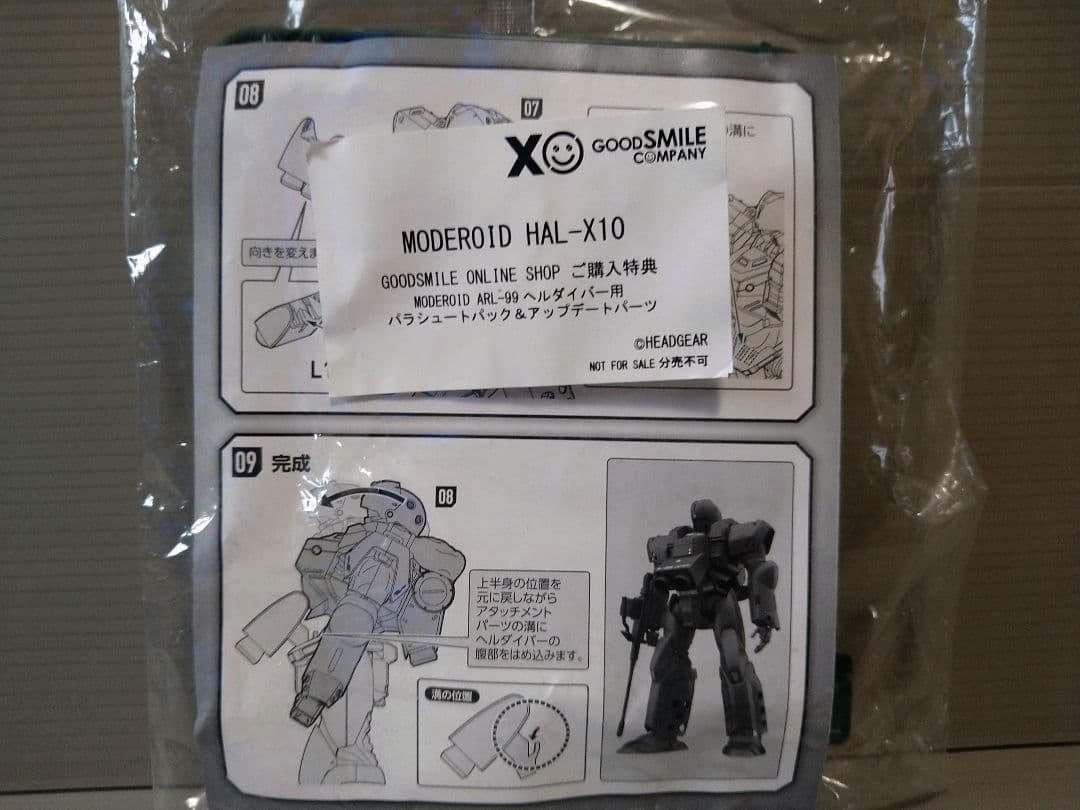 08
07
XO GOODSMILE
COMPANY
溝に
MODEROID HAL-X10
向きを変えま
GOODSMILE ONLINE SHOP ご購入特典
MODEROID ARL-99 ヘルダイバー用
パラシュートパック&アップデートパーツ
©HEADGEAR
NOT FOR SALE 分売不可
09 完成
08
上半身の位置を
元に戻しながら
アタッチメント
パーツの溝に
ヘルダイバーの
腹部をはめ込みます。
溝の位置